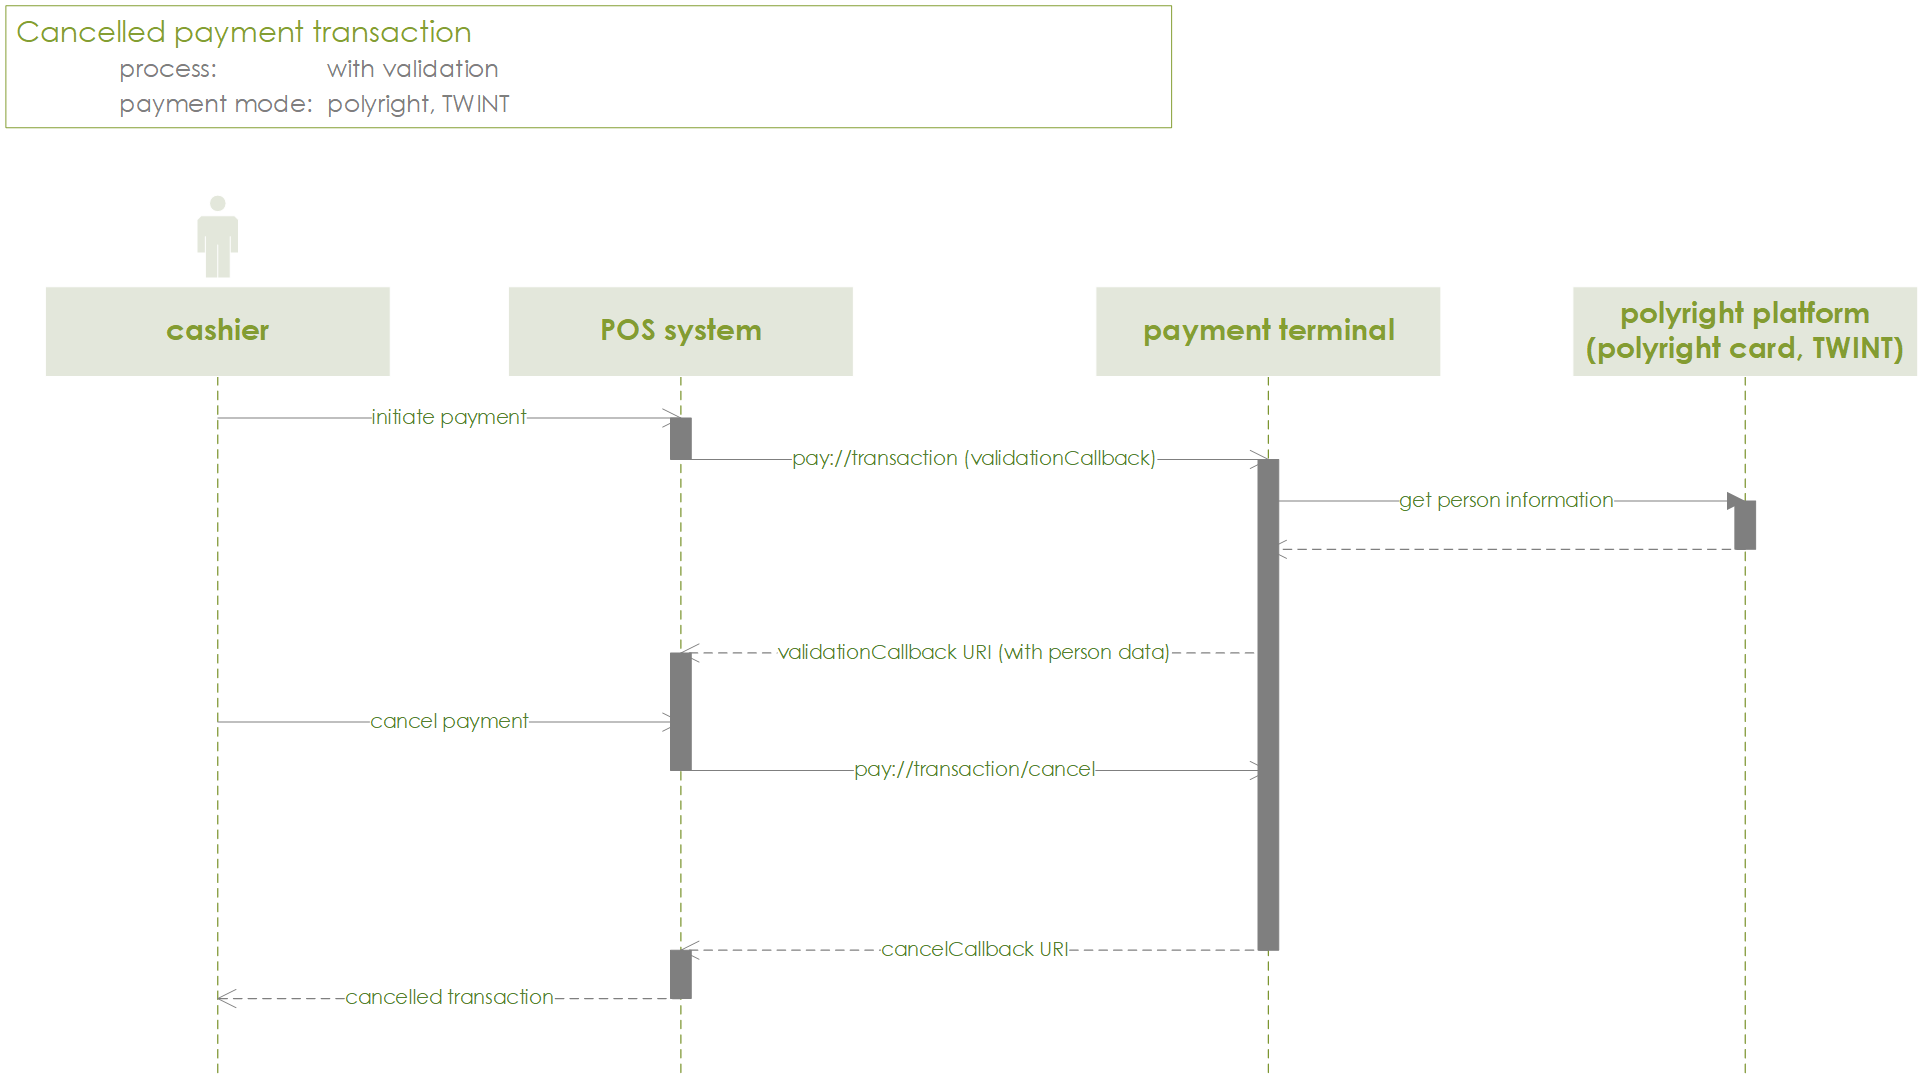 Cancelled payment transaction
process: with validation
payment mode: polyright, TWINT
cashier
POS system
payment terminal
polyright platform
(polyright card, TWINT)
initiate payment
pay://transaction (validationCallback)
get person information
validationCallback URI (with person data)
cancel payment
pay://transaction/cancel
cancelCallback URI
cancelled transaction